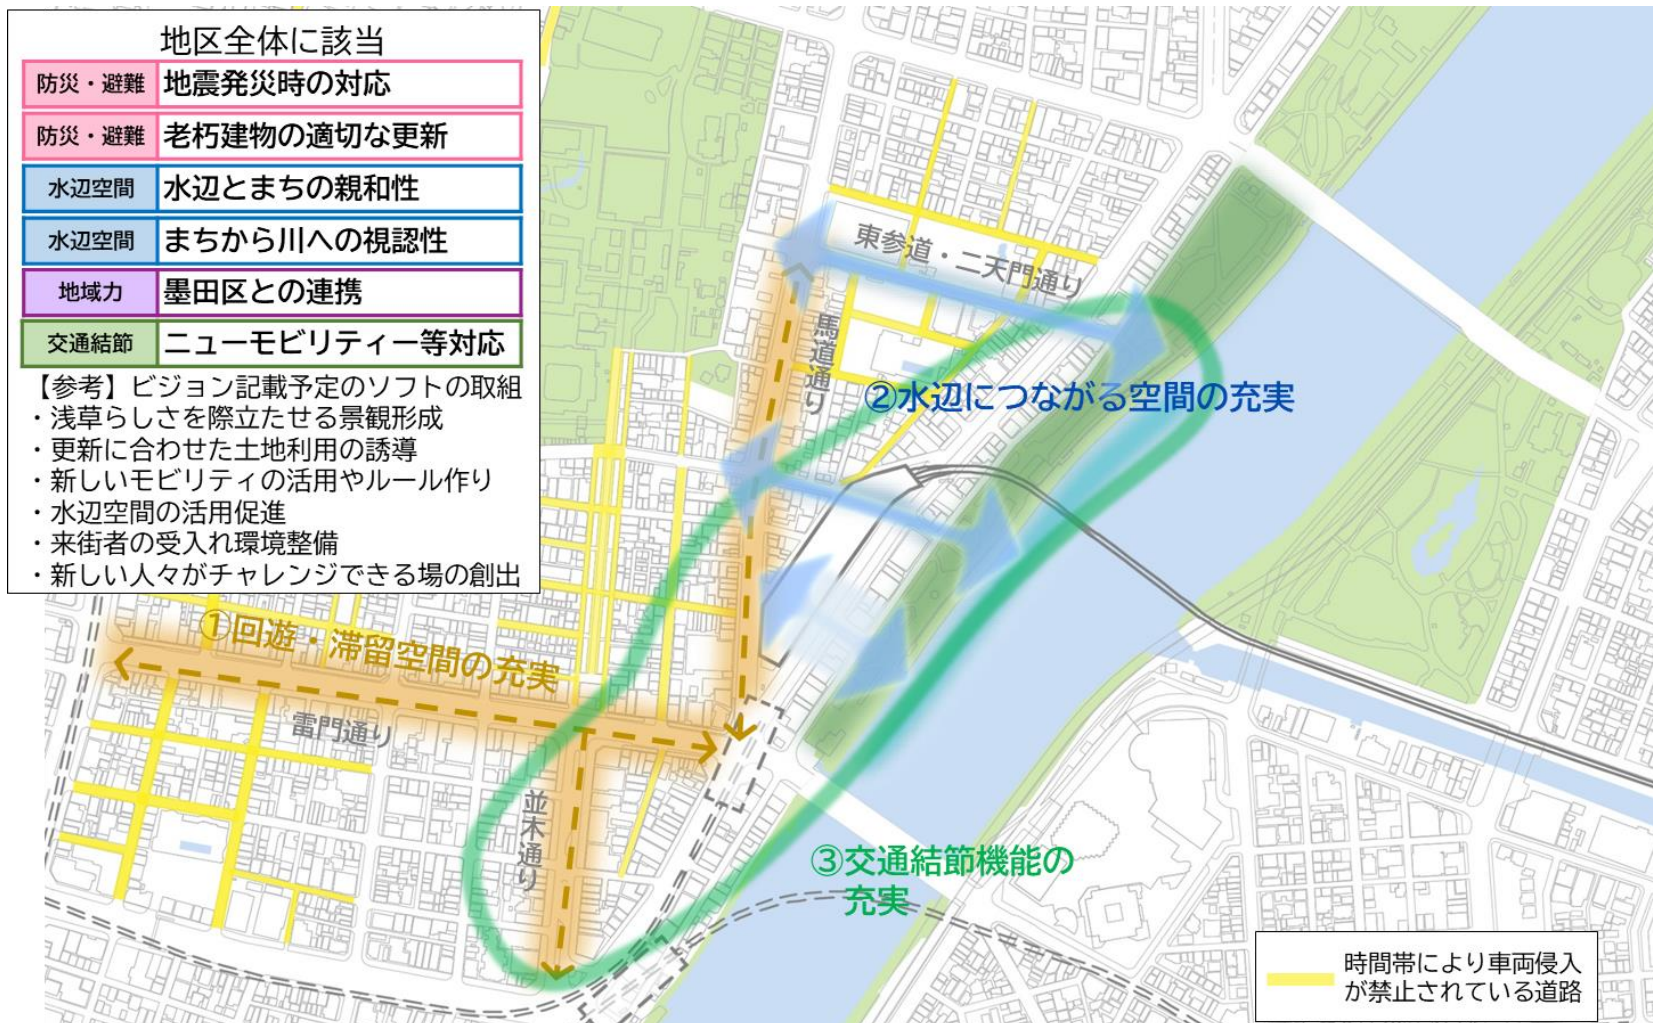 地区全体に該当
防災・避難 地震発災時の対応
防災・避難 老朽建物の適切な更新
水辺空間 水辺とまちの親和性
水辺空間 まちから川への視認性
地域力 墨田区との連携
交通結節 ニューモビリティー等対応
【参考】ビジョン記載予定のソフトの取組
・浅草らしさを際立たせる景観形成
・更新に合わせた土地利用の誘導
・新しいモビリティの活用やルール作り
・水辺空間の活用促進
・来街者の受入れ環境整備
・新しい人々がチャレンジできる場の創出
東参道・二天門通り
馬道通り
②水辺につながる空間の充実
①回遊・滞留空間の充実
雷門通り
並木通り
③交通結節機能の
充実
時間帯により車両侵入
が禁止されている道路